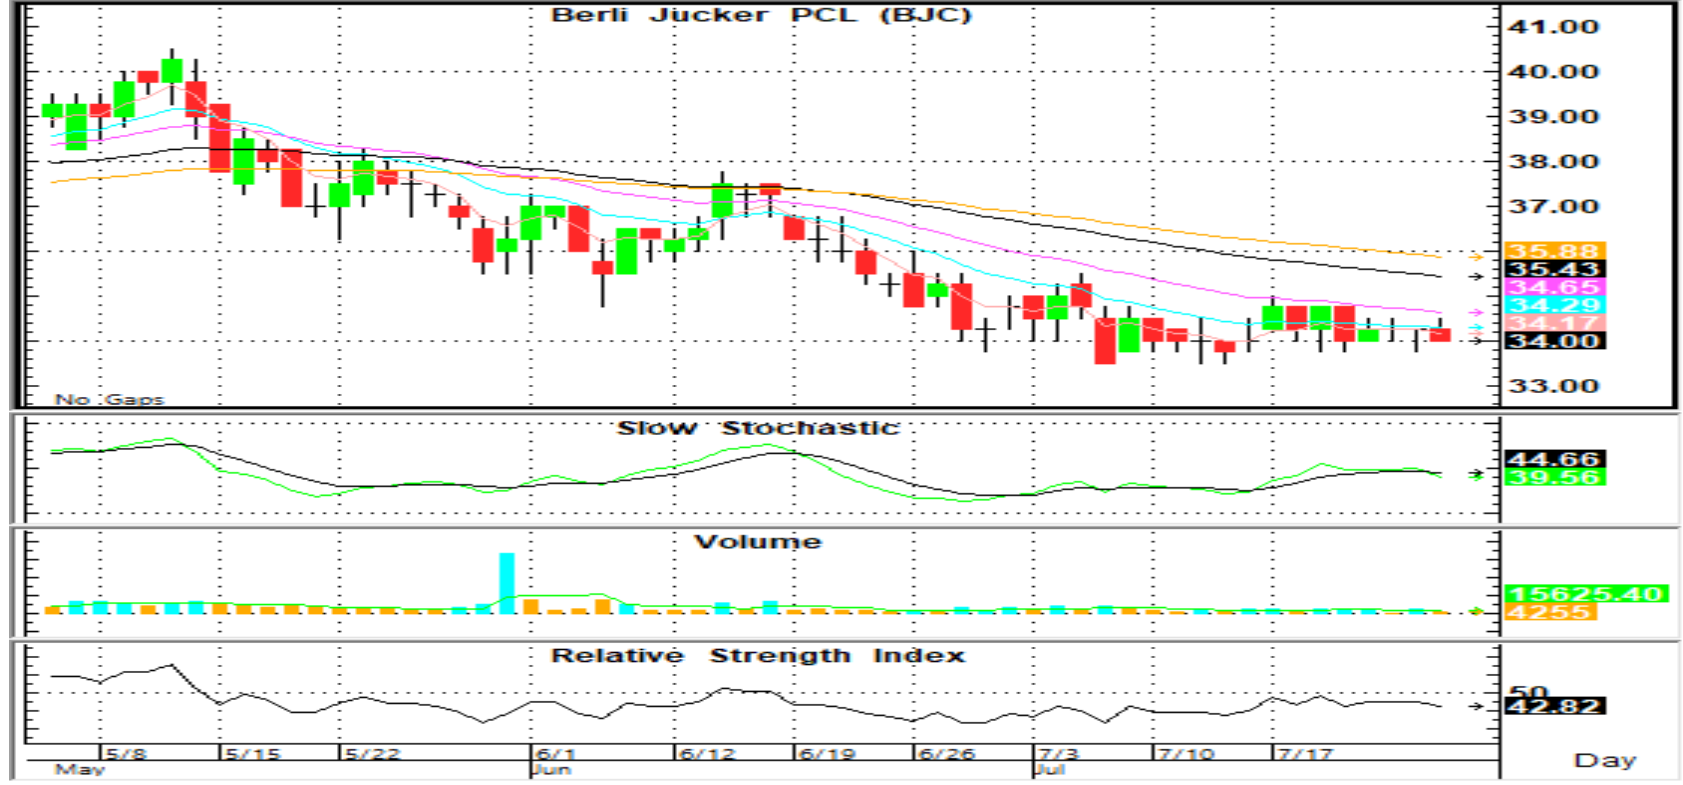 Berli Jucker PCL (BJC)
41.00
40.00
39.00
38.00
37.00
35.88
35.43
34.65
34.29
34.17
34.00
33.00
No Gaps
Slow Stochastic
44.66
39.56
Volume
15625.40
4255
Relative Strength Index
50
42.82
5/8 5/15 5/22 6/1 6/12 6/19 6/26 7/3 7/10 7/17
May Jun Jul
Day